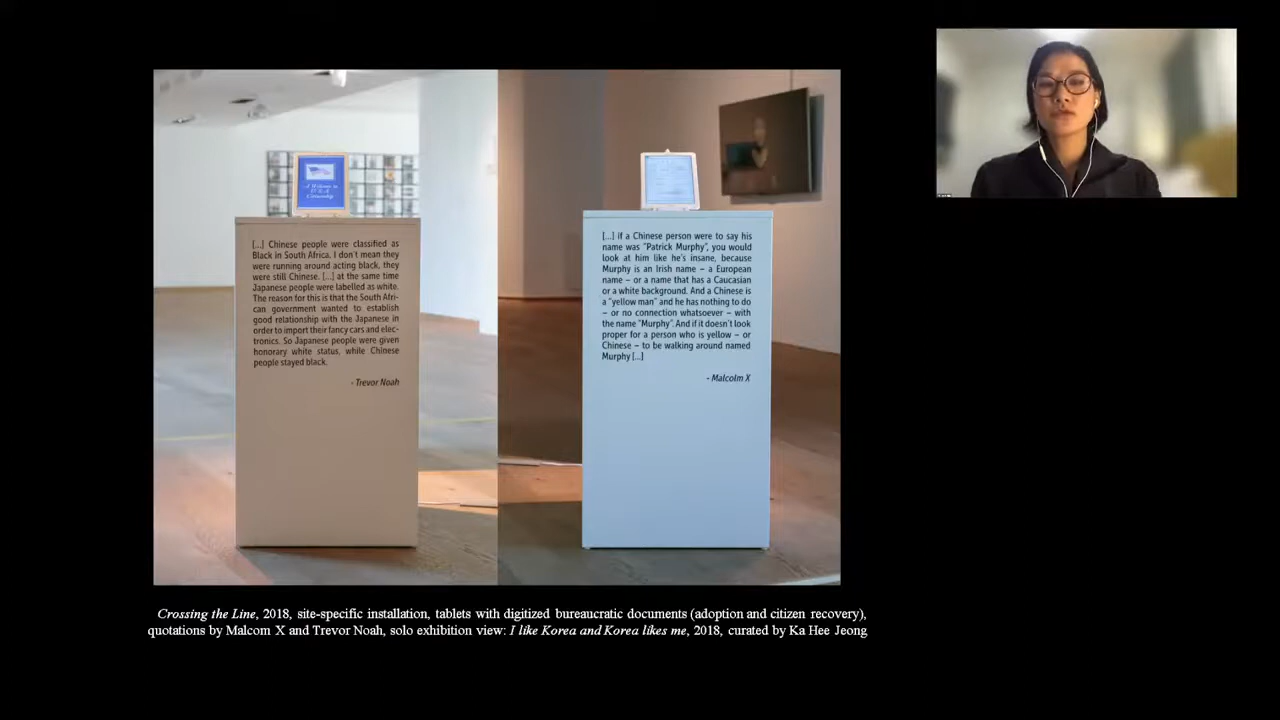 A Welcome to
U.S.A.
Citizenship
[...] Chinese people were classified as
Black in South Africa. I don't mean they
were running around acting black, they
were still Chinese. [...] at the same time
Japanese people were labelled as white.
The reason for this is that the South Afri-
can government wanted to establish
good relationship with the Japanese in
order to import their fancy cars and elec-
tronics. So Japanese people were given
honorary white status, while Chinese
people stayed black.
- Trevor Noah
[...] if a Chinese person were to say his
name was "Patrick Murphy", you would
look at him like he's insane, because
Murphy is an Irish name – a European
name – or a name that has a Caucasian
or a white background. And a Chinese is
a "yellow man" and he has nothing to do
– or no connection whatsoever – with
the name "Murphy". And if it doesn't look
proper for a person who is yellow – or
Chinese – to be walking around named
Murphy [...]
- Malcolm X
Crossing the Line, 2018, site-specific installation, tablets with digitized bureaucratic documents (adoption and citizen recovery),
quotations by Malcom X and Trevor Noah, solo exhibition view: I like Korea and Korea likes me, 2018, curated by Ka Hee Jeong